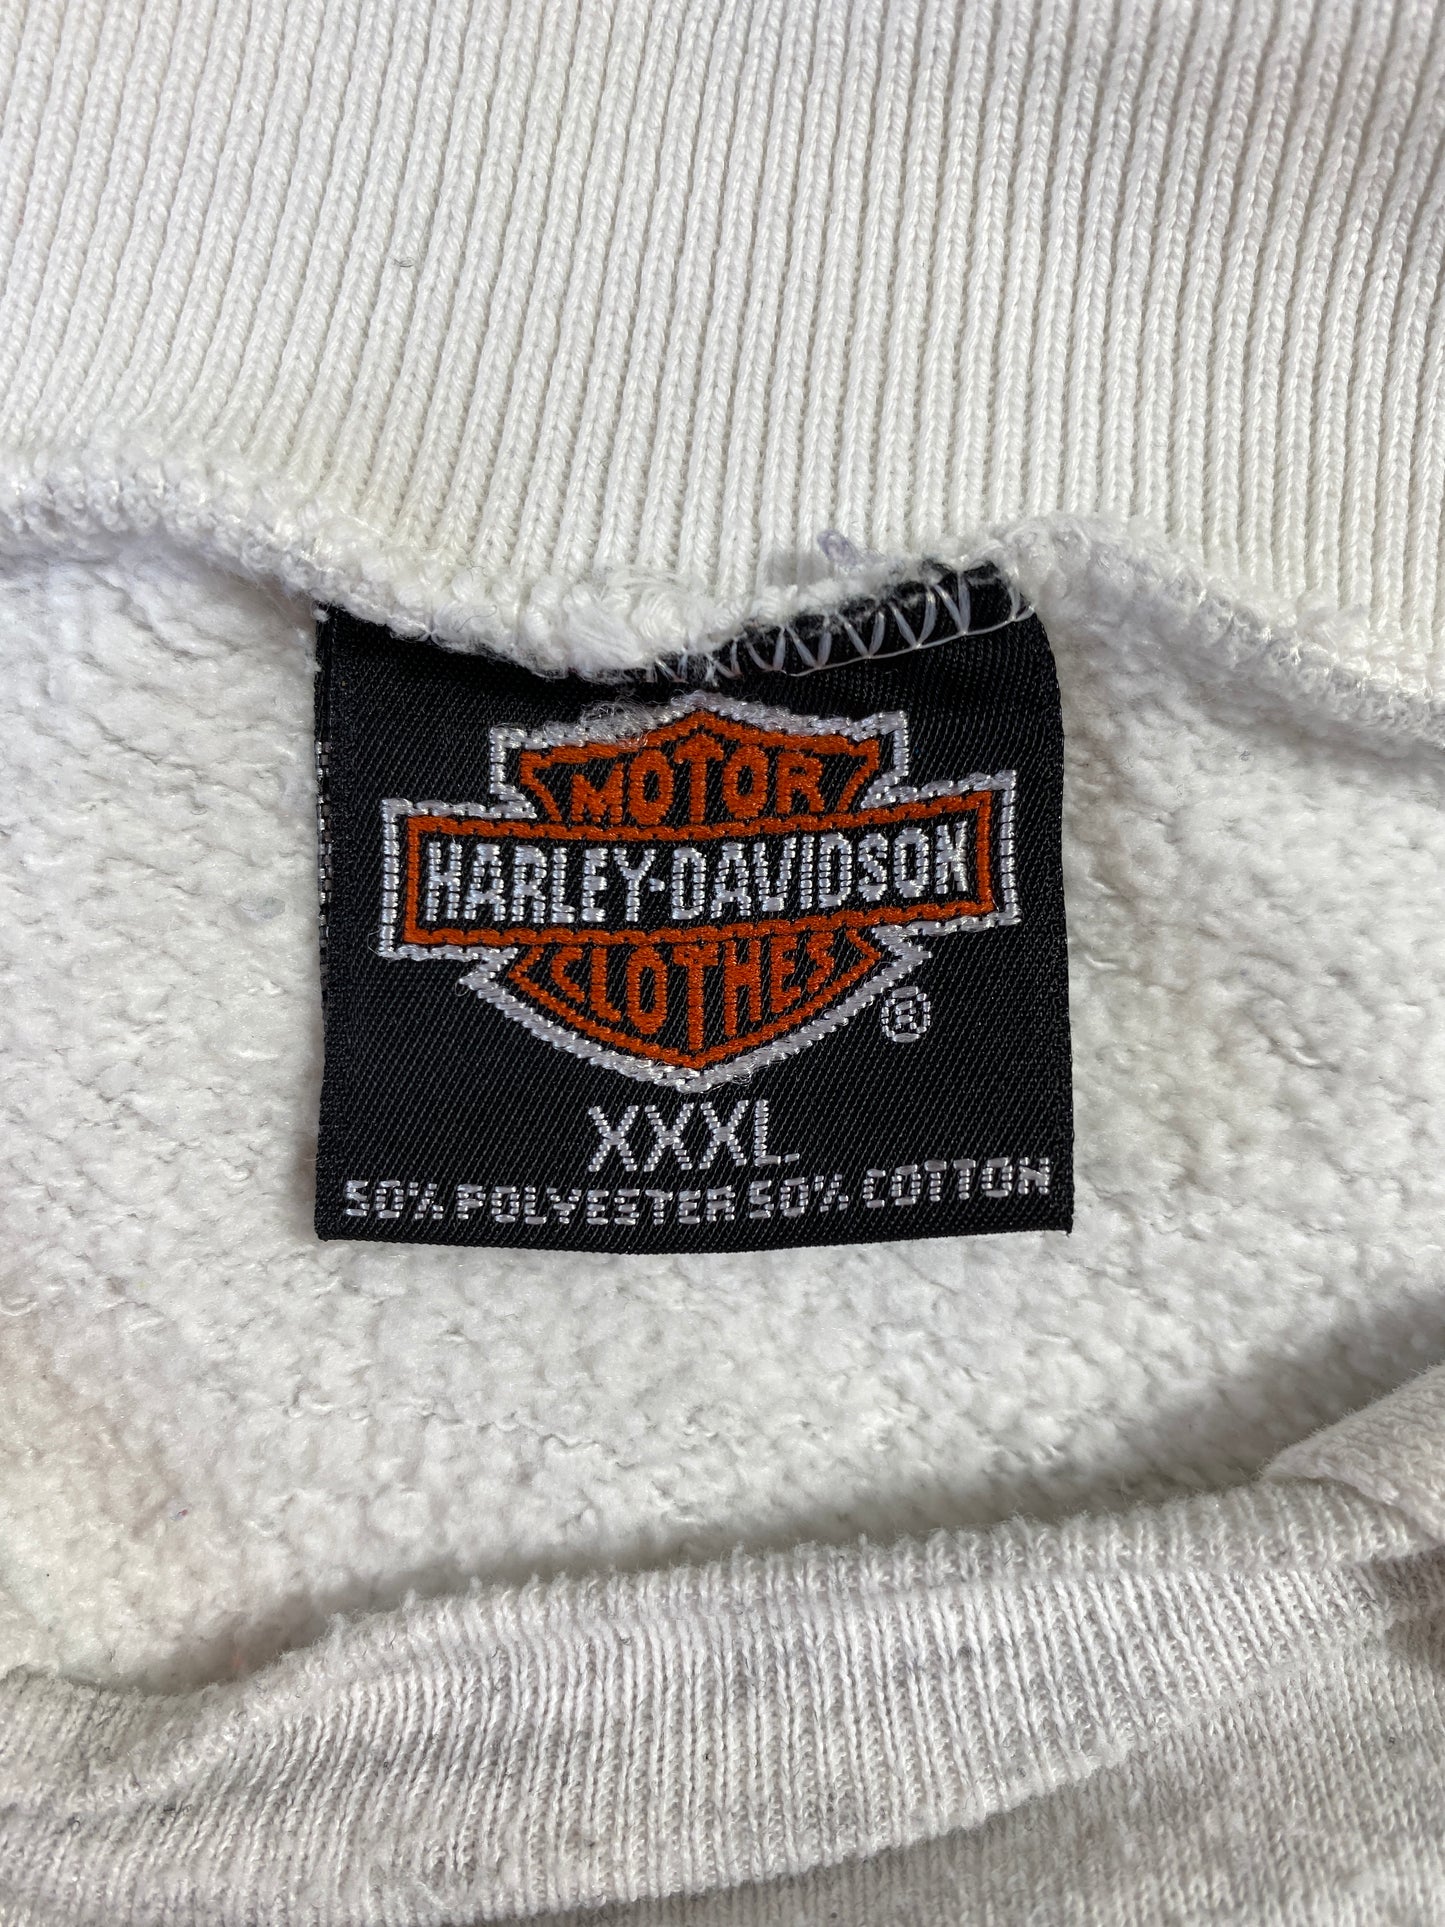 MOTOR
HARLEY-DAVIDSON
CLOTHES
®
XXXL
50% POLYESTER 50% COTTON